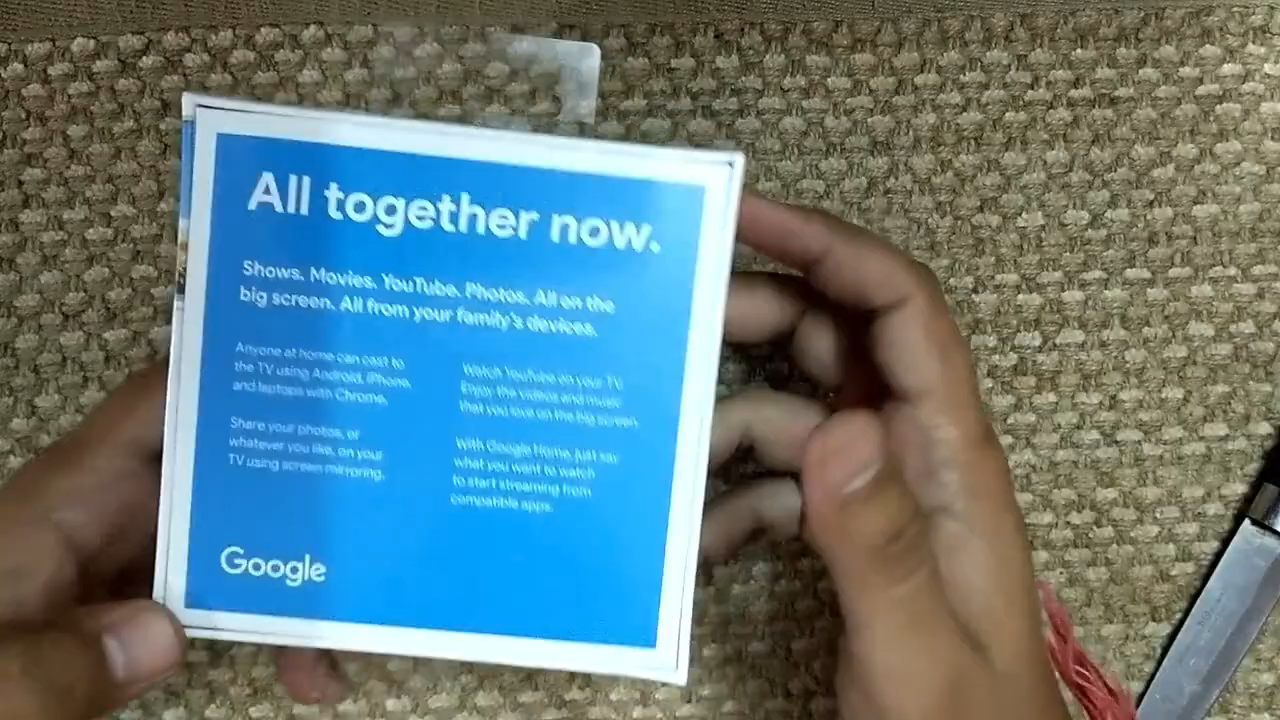 All together now.
Shows. Movies. YouTube. Photos. All on the
big screen. All from your family's devices.
Anyone at home can cast to
the TV using Android, iPhone,
and laptops with Chrome.
Share your photos, or
whatever you like, on your
TV using screen mirroring.
Watch YouTube on your TV.
Enjoy the videos and music
that you love on the big screen.
With Google Home, just say
what you want to watch
to start streaming from
compatible apps.
Google